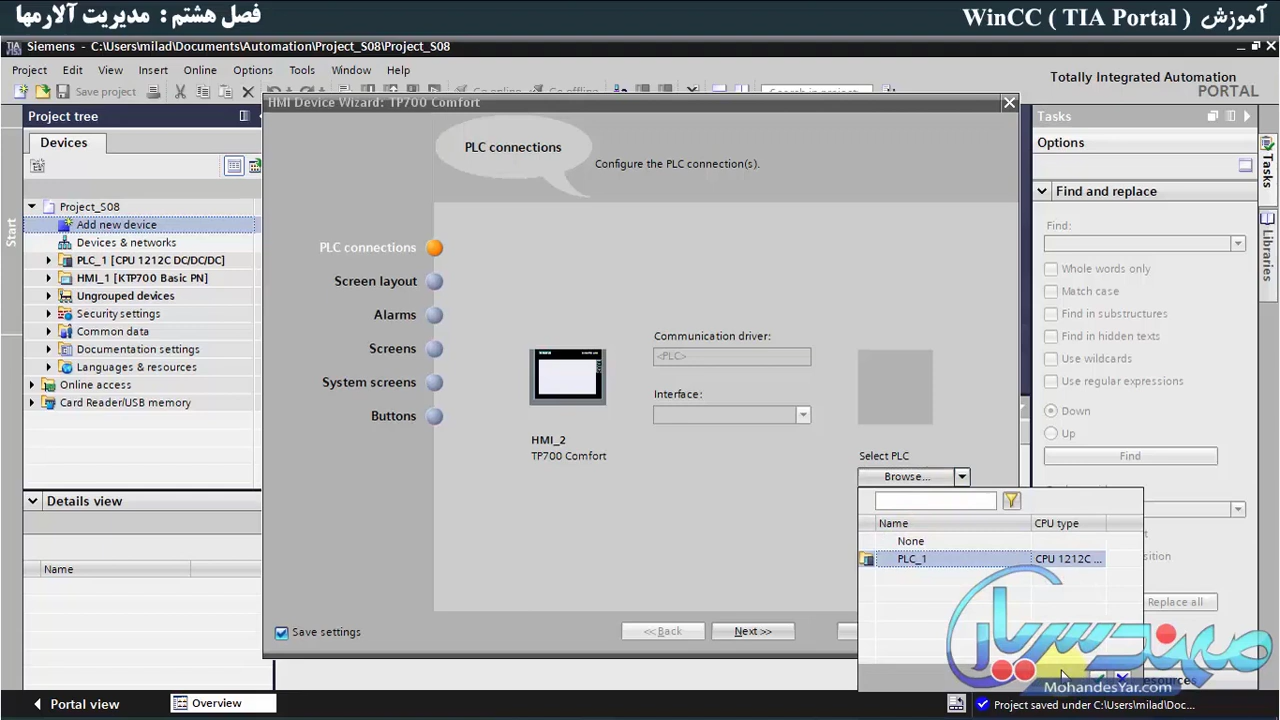 آموزش WinCC ( TIA Portal )
فصل هشتم : مدیریت آلارمها
Siemens - C:\Users\milad\Documents\Automation\Project_S08\Project_S08
Project Edit View Insert Online Options Tools Window Help
Save project
Totally Integrated Automation
PORTAL
Project tree
Devices
Start
Project_S08
Add new device
Devices & networks
PLC_1 [CPU 1212C DC/DC/DC]
HMI_1 [KTP700 Basic PN]
Ungrouped devices
Security settings
Common data
Documentation settings
Languages & resources
Online access
Card Reader/USB memory
Details view
Name
HMI Device Wizard: TP700 Comfort
PLC connections
Configure the PLC connection(s).
PLC connections
Screen layout
Alarms
Screens
System screens
Buttons
HMI_2
TP700 Comfort
Communication driver:
<PLC>
Interface:
Select PLC
Browse...
Name CPU type
None
PLC_1 CPU 1212C ...
Save settings
<<Back
Next >>
Tasks
Options
Find and replace
Find:
Whole words only
Match case
Find in substructures
Find in hidden texts
Use wildcards
Use regular expressions
Down
Up
Find
Replace all
Tasks
Libraries
مهندسیار
MohandesYar.com
Portal view
Overview
Project saved under C:\Users\milad\Doc...